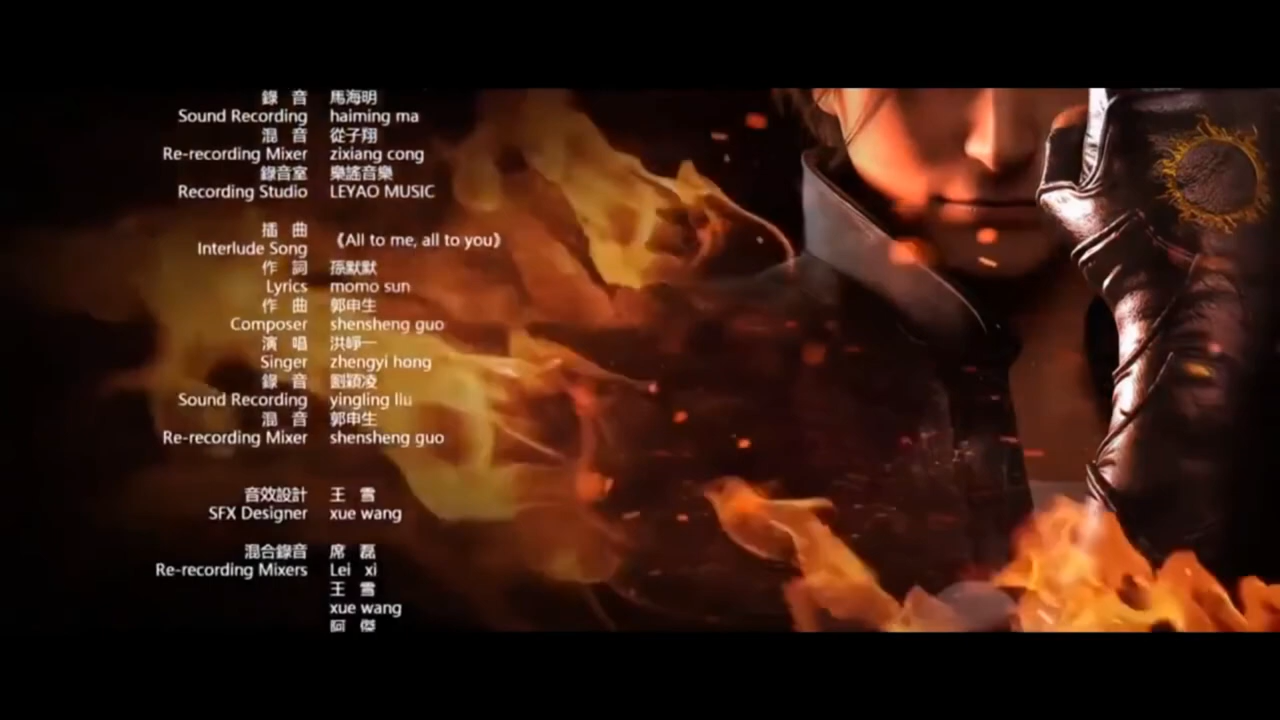 錄 音 馬海明
Sound Recording haiming ma
混 音 從子翔
Re-recording Mixer zixiang cong
錄音室 樂謠音樂
Recording Studio LEYAO MUSIC
插 曲
Interlude Song 《All to me, all to you》
作 詞 孫默默
Lyrics momo sun
作 曲 郭申生
Composer shensheng guo
演 唱 洪崢一
Singer zhengyi hong
錄 音 劉穎凌
Sound Recording yingling liu
混 音 郭申生
Re-recording Mixer shensheng guo
音效設計 王 雪
SFX Designer xue wang
混合錄音 席 磊
Re-recording Mixers Lei xi
王 雪
xue wang
阿 傑